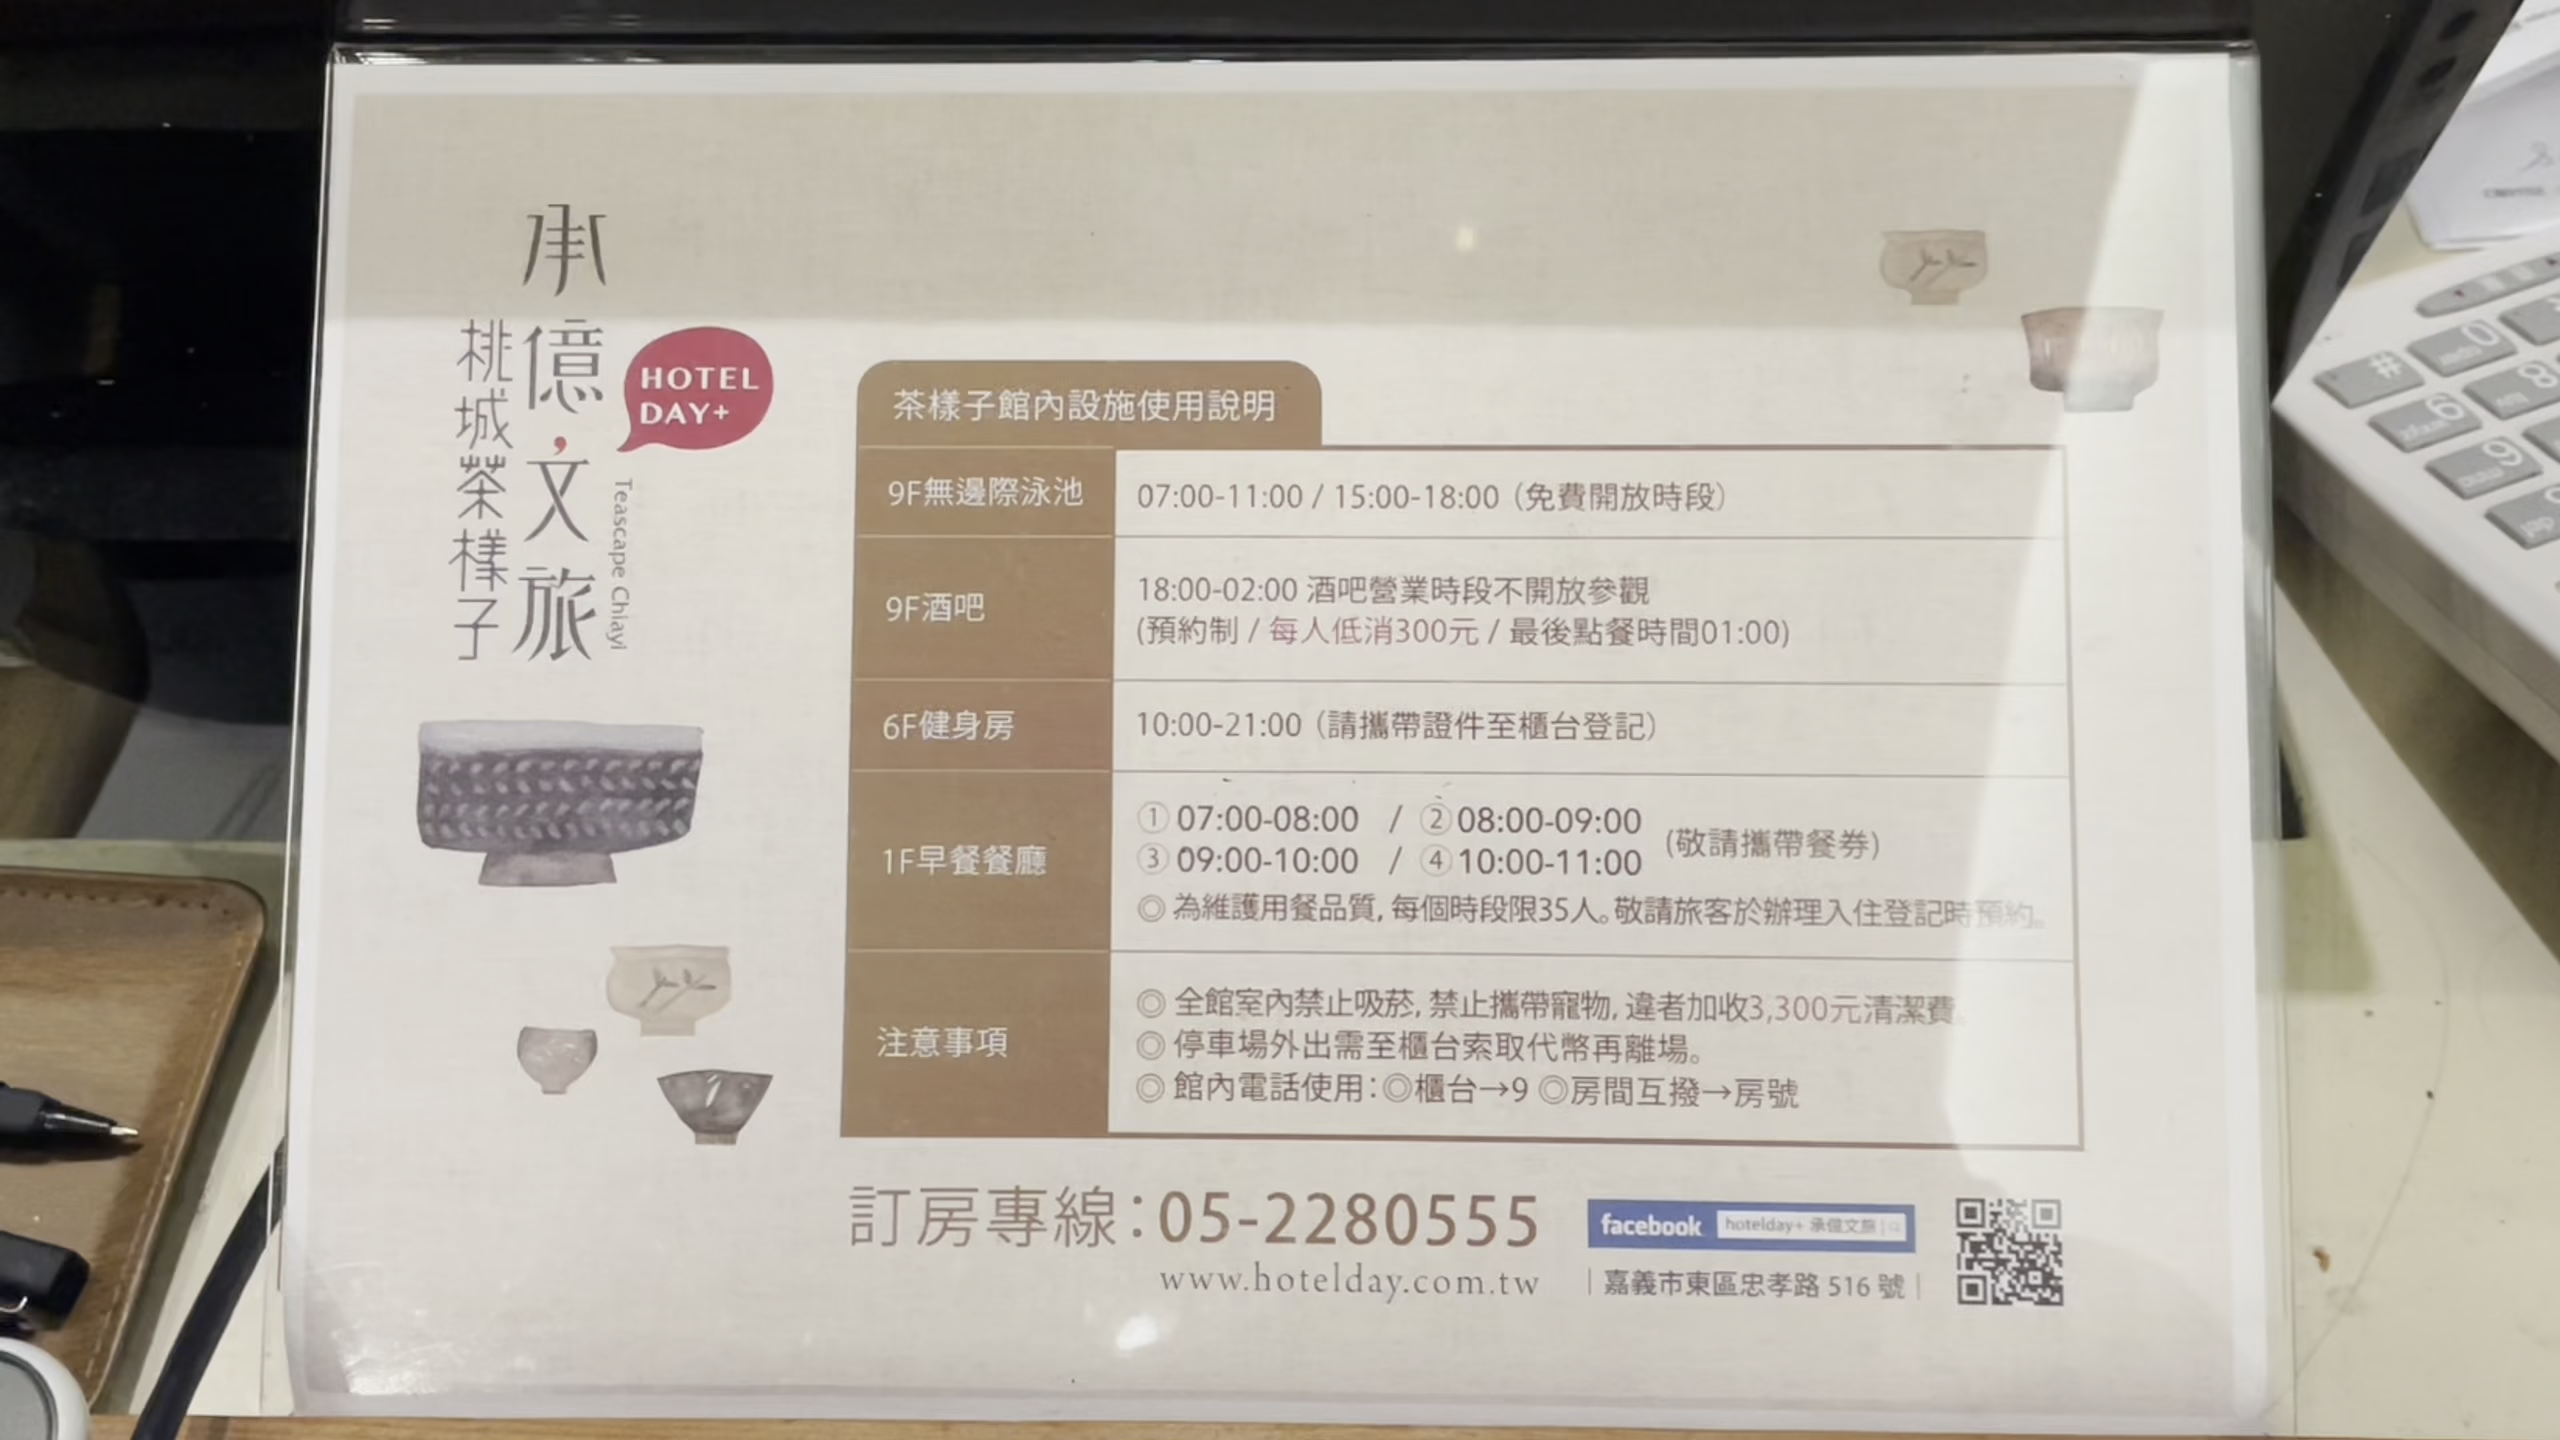 承億文旅
桃城茶樣子
HOTEL
DAY+
Teascape Chiayi
茶樣子館內設施使用說明
9F無邊際泳池
07:00-11:00 / 15:00-18:00 (免費開放時段)
9F酒吧
18:00-02:00 酒吧營業時段不開放參觀
(預約制 / 每人低消300元 / 最後點餐時間01:00)
6F健身房
10:00-21:00 (請攜帶證件至櫃台登記)
1F早餐餐廳
① 07:00-08:00 / ② 08:00-09:00
③ 09:00-10:00 / ④ 10:00-11:00
(敬請攜帶餐券)
◎ 為維護用餐品質, 每個時段限35人。敬請旅客於辦理入住登記時預約。
注意事項
◎ 全館室內禁止吸菸, 禁止攜帶寵物, 違者加收3,300元清潔費。
◎ 停車場外出需至櫃台索取代幣再離場。
◎ 館內電話使用：◎櫃台→9 ◎房間互撥→房號
訂房專線：05-2280555
www.hotelday.com.tw
facebook hotelday+ 承億文旅
| 嘉義市東區忠孝路 516 號 |
#
0
8
6
9